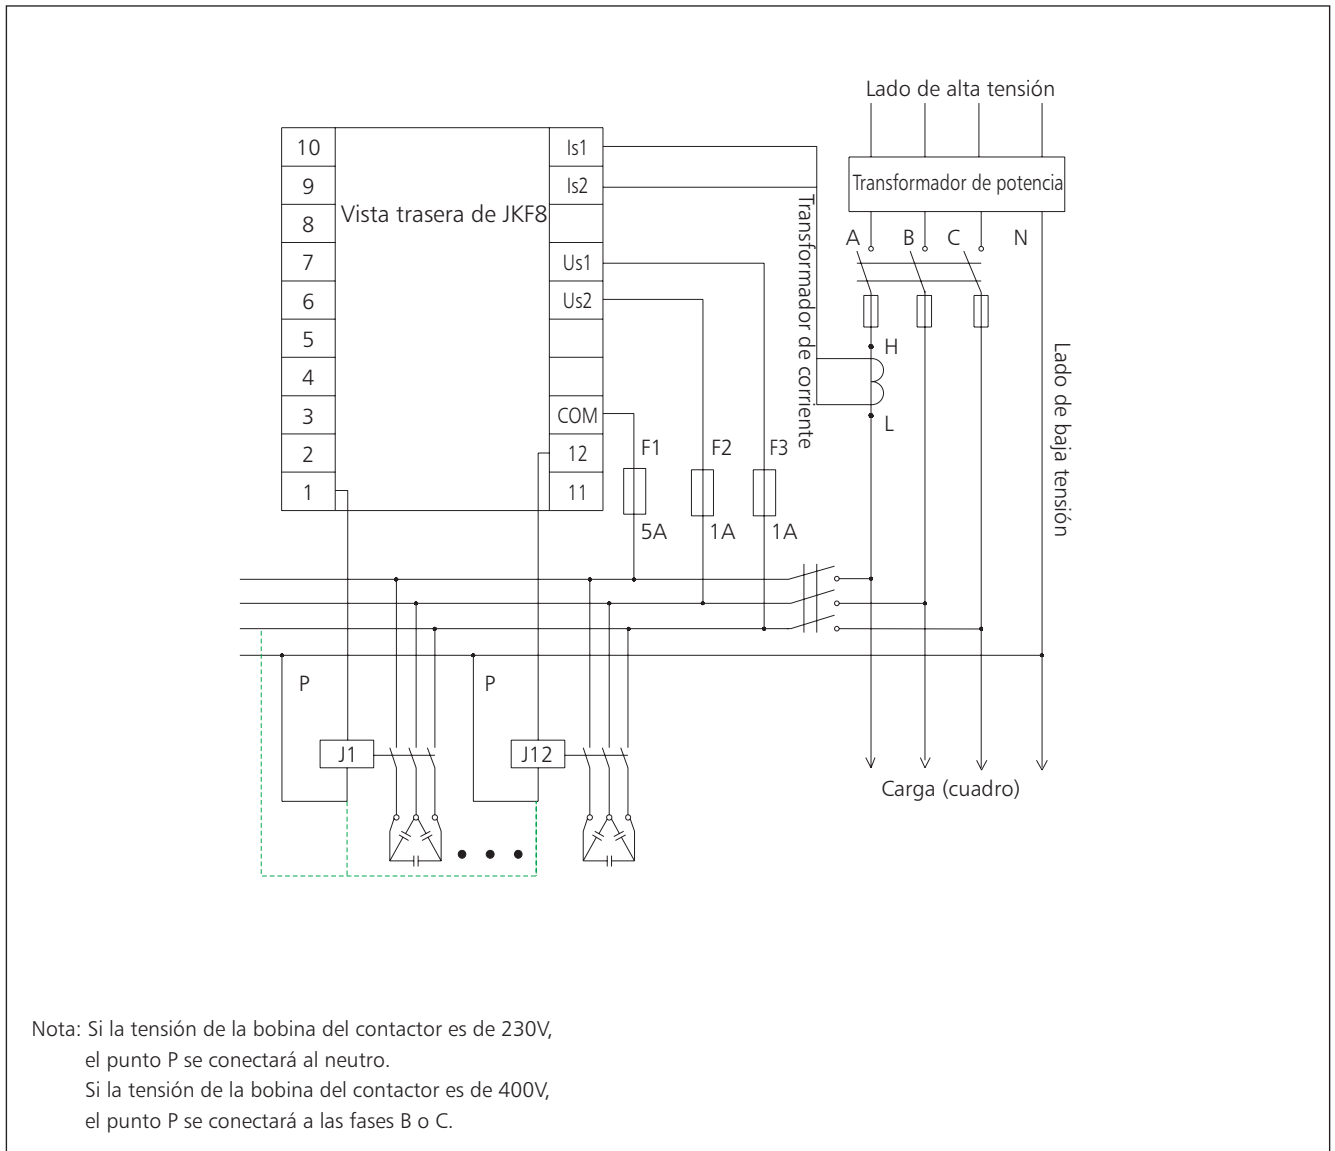 Lado de alta tensión
10
Is1
9
Is2
Transformador de potencia
8
Vista trasera de JKF8
7
Us1
6
Us2
5
4
3
COM
2
12
1
11
Transformador de corriente
A
B
C
N
H
L
Lado de baja tensión
F1
F2
F3
5A
1A
1A
P
P
J1
J12
Carga (cuadro)
Nota: Si la tensión de la bobina del contactor es de 230V,
el punto P se conectará al neutro.
Si la tensión de la bobina del contactor es de 400V,
el punto P se conectará a las fases B o C.